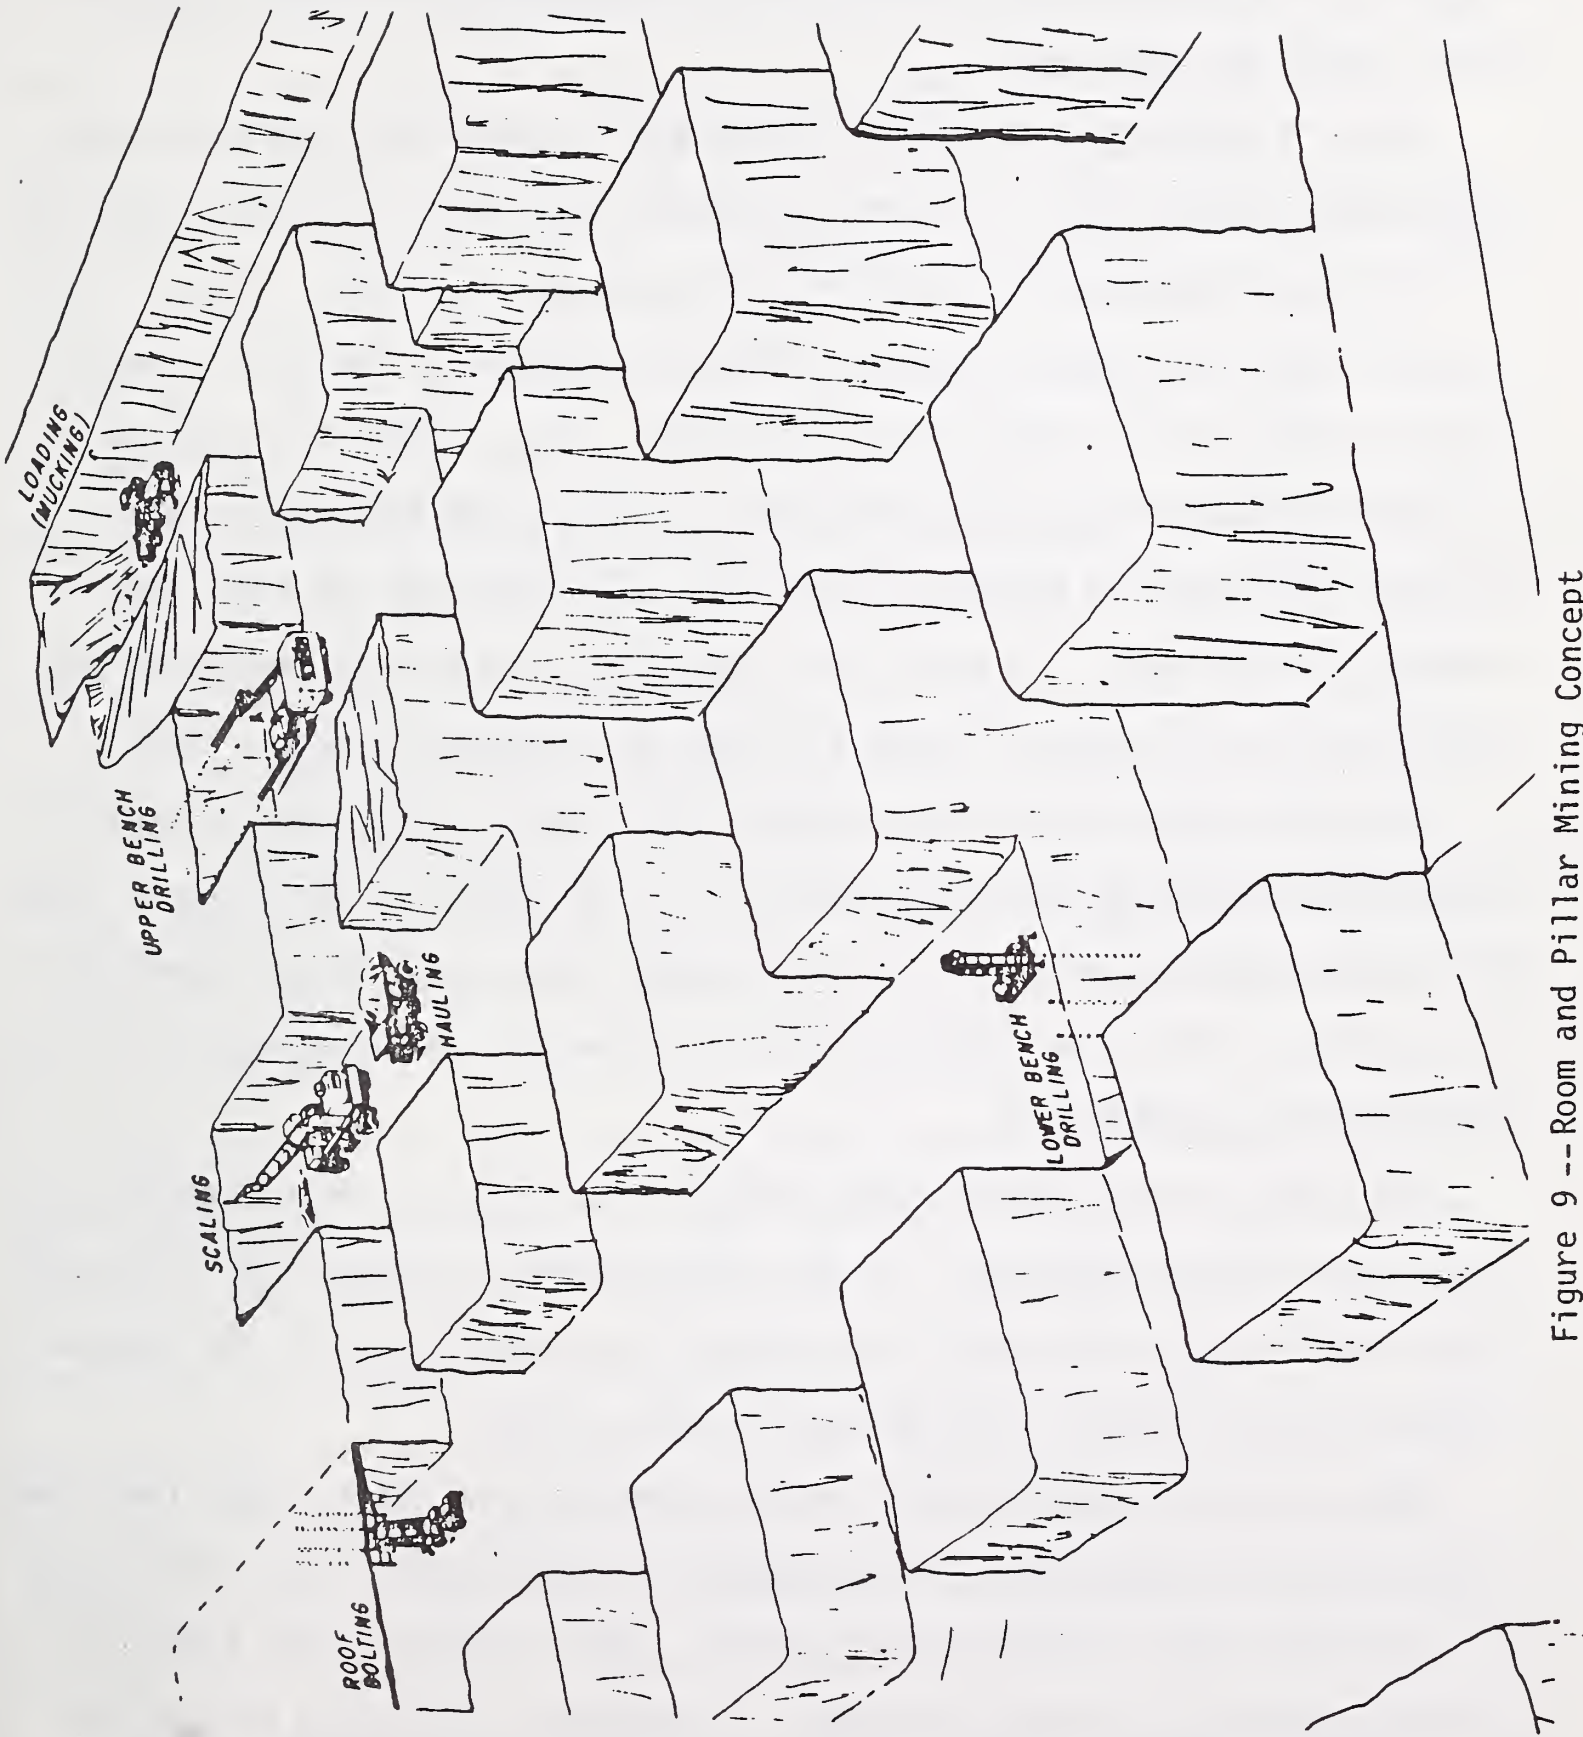 LOADING
(MUCKING)
UPPER BENCH
DRILLING
SCALING
HAULING
ROOF
BOLTING
LOWER BENCH
DRILLING
Figure 9 -- Room and Pillar Mining Concept